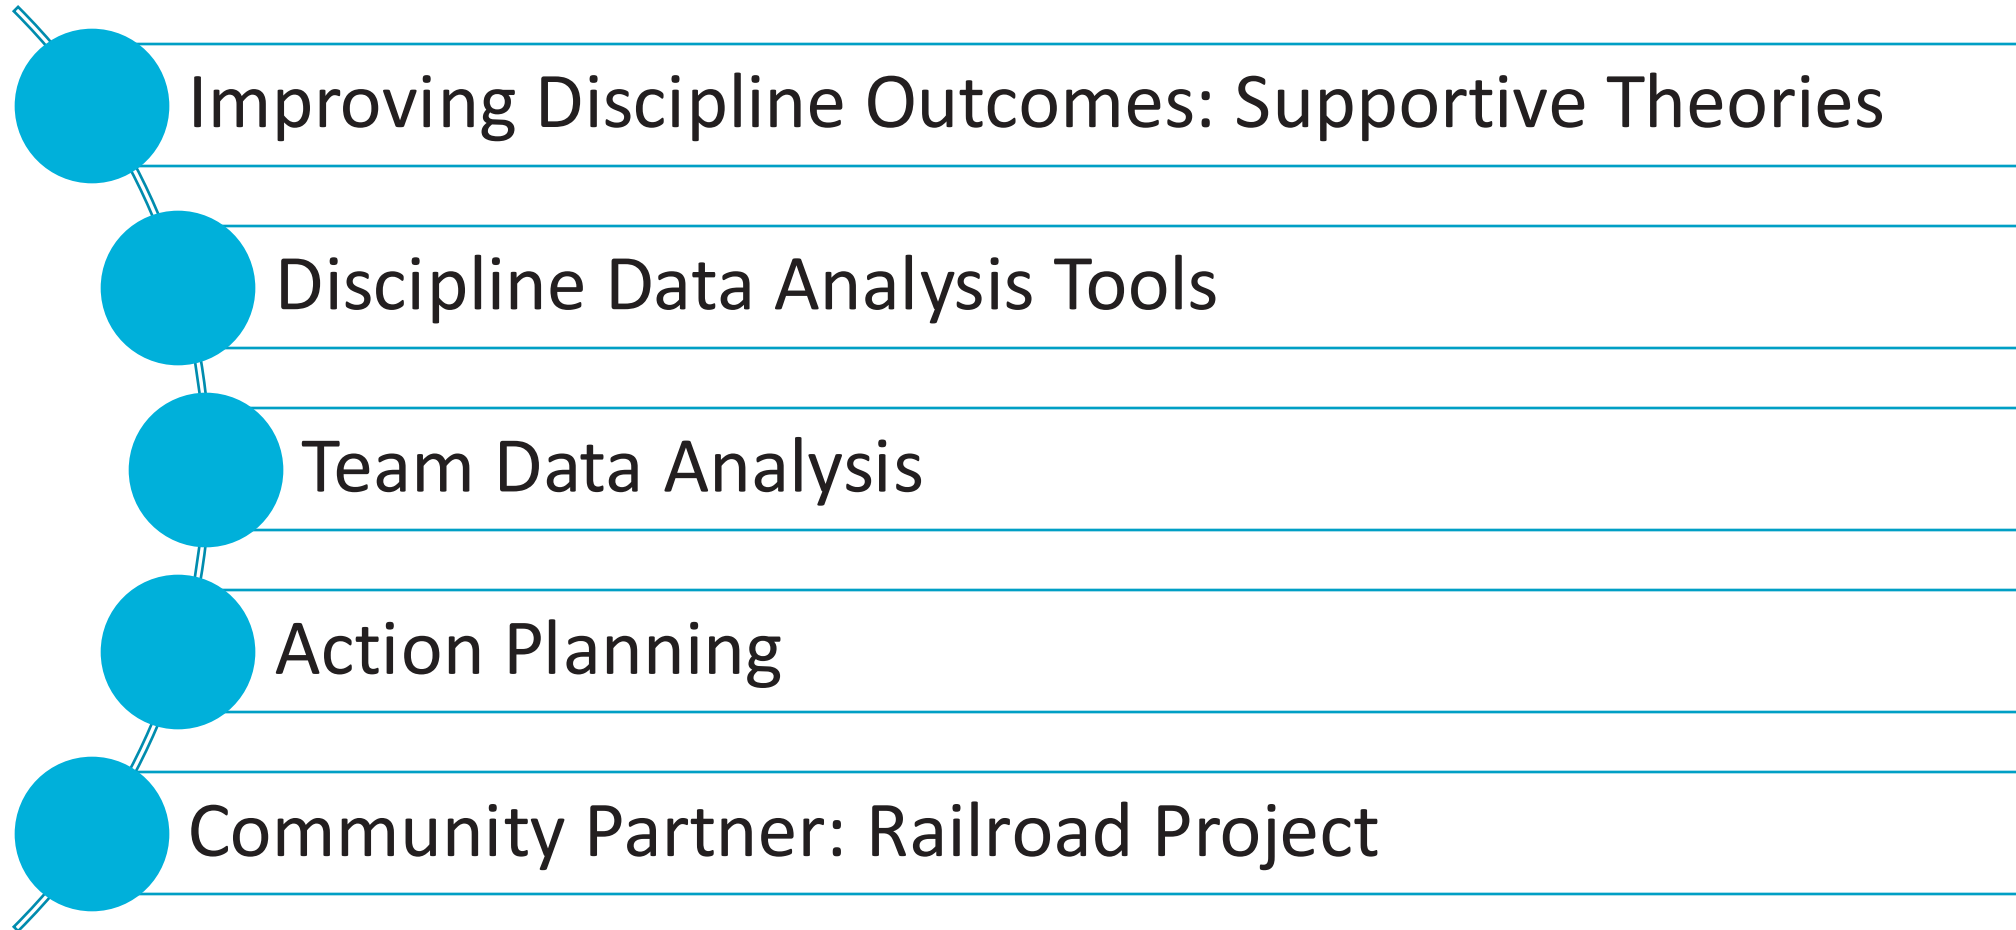 Improving Discipline Outcomes: Supportive Theories
Discipline Data Analysis Tools
Team Data Analysis
Action Planning
Community Partner: Railroad Project